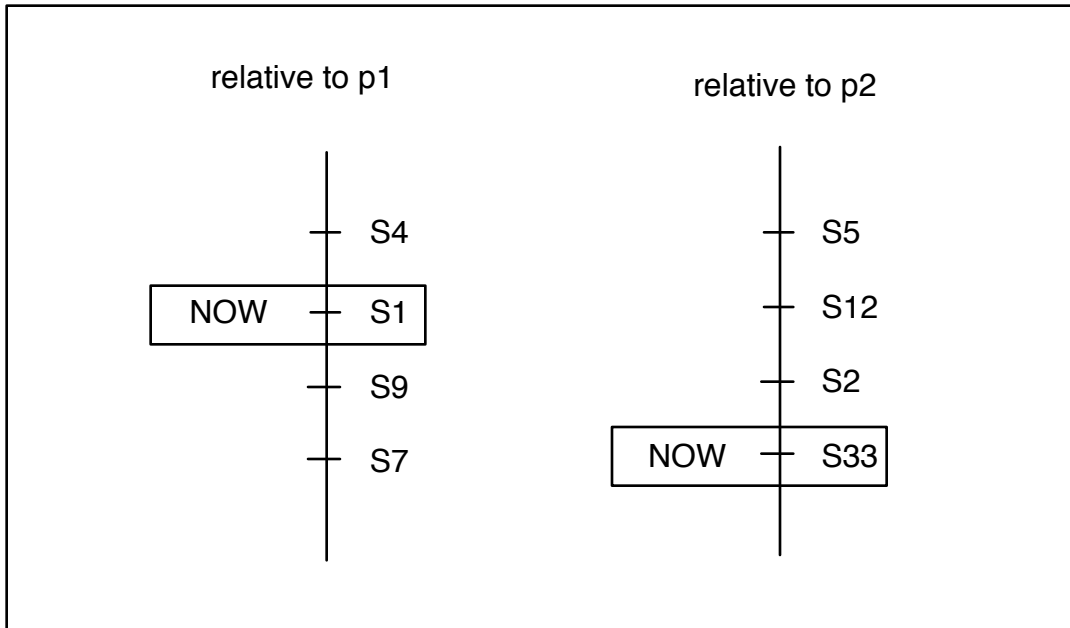 relative to p1
S4
NOW S1
S9
S7
relative to p2
S5
S12
S2
NOW S33